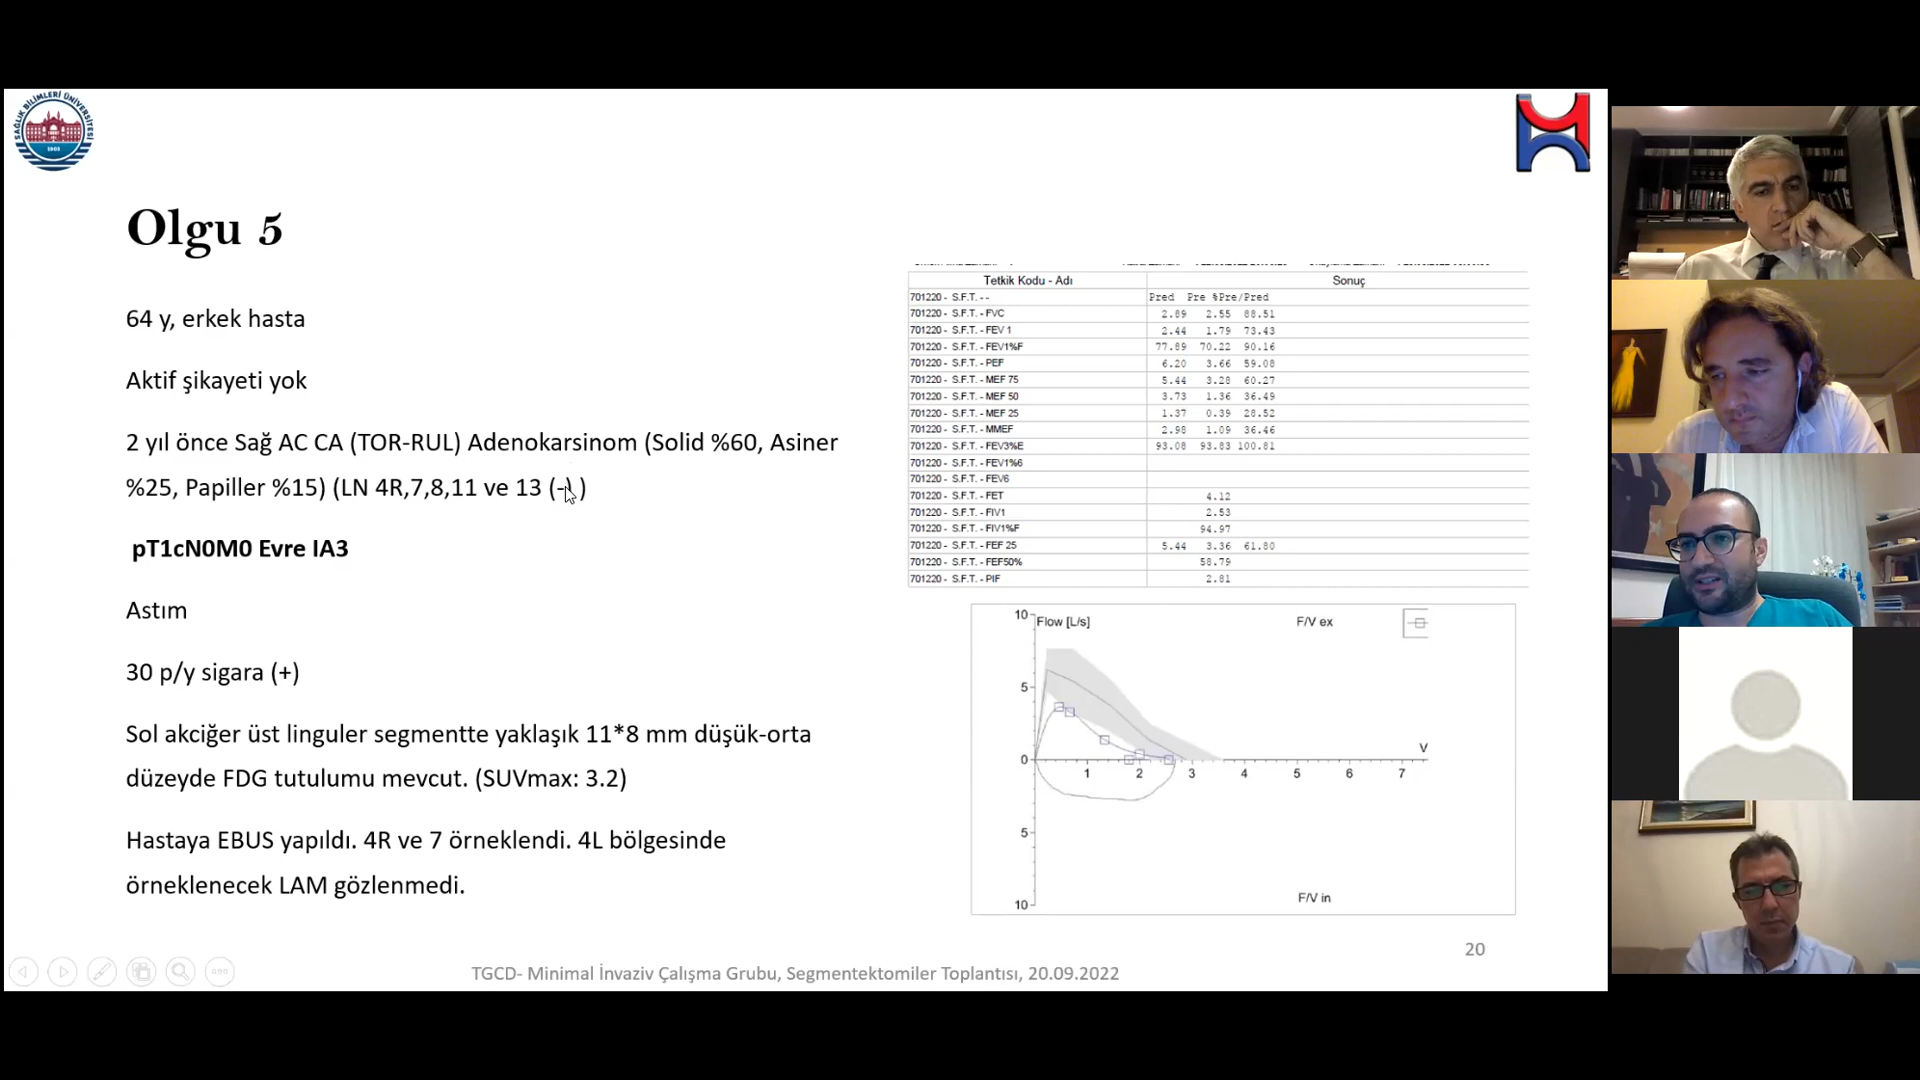 SAĞLIK BİLİMLERİ ÜNİVERSİTESİ
1903
Olgu 5
64 y, erkek hasta
Aktif şikayeti yok
2 yıl önce Sağ AC CA (TOR-RUL) Adenokarsinom (Solid %60, Asiner
%25, Papiller %15) (LN 4R,7,8,11 ve 13 (-) )
pT1cN0M0 Evre IA3
Astım
30 p/y sigara (+)
Sol akciğer üst linguler segmentte yaklaşık 11*8 mm düşük-orta
düzeyde FDG tutulumu mevcut. (SUVmax: 3.2)
Hastaya EBUS yapıldı. 4R ve 7 örneklendi. 4L bölgesinde
örneklenecek LAM gözlenmedi.
Tetkik Kodu - Adı Sonuç
701220 - S.F.T. - - Pred Pre %Pre/Pred
701220 - S.F.T. - FVC 2.89 2.55 88.51
701220 - S.F.T. - FEV 1 2.44 1.79 73.43
701220 - S.F.T. - FEV1%F 77.89 70.22 90.16
701220 - S.F.T. - PEF 6.20 3.66 59.08
701220 - S.F.T. - MEF 75 5.44 3.28 60.27
701220 - S.F.T. - MEF 50 3.73 1.36 36.49
701220 - S.F.T. - MEF 25 1.37 0.39 28.52
701220 - S.F.T. - MMEF 2.98 1.09 36.46
701220 - S.F.T. - FEV3%E 93.08 93.83 100.81
701220 - S.F.T. - FEV1%6
701220 - S.F.T. - FEV6
701220 - S.F.T. - FET 4.12
701220 - S.F.T. - FIV1 2.53
701220 - S.F.T. - FIV1%F 94.97
701220 - S.F.T. - FEF 25 5.44 3.36 61.80
701220 - S.F.T. - FEF50% 58.79
701220 - S.F.T. - PIF 2.81
10 Flow [L/s] F/V ex
5
0 V
1 2 3 4 5 6 7
5
10 F/V in
20
TGCD- Minimal İnvaziv Çalışma Grubu, Segmentektomiler Toplantısı, 20.09.2022